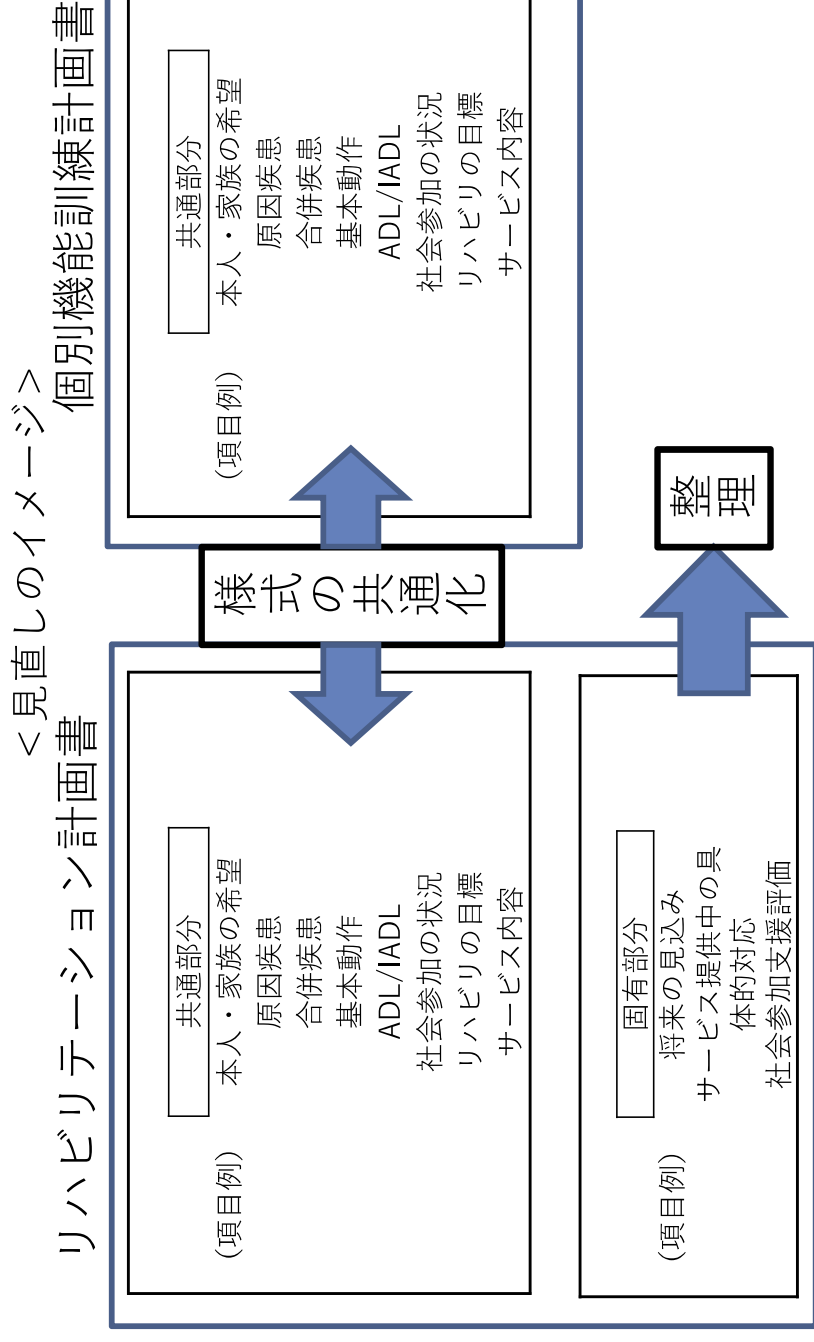 <見直しのイメージ>
リハビリテーション計画書
共通部分
(項目例)
本人・家族の希望
原因疾患
合併疾患
基本動作
ADL/IADL
社会参加の状況
リハビリの目標
サービス内容
固有部分
(項目例)
将来の見込み
サービス提供中の具
体的対応
社会参加支援評価
様式の共通化
整理
個別機能訓練計画書
共通部分
(項目例)
本人・家族の希望
原因疾患
合併疾患
基本動作
ADL/IADL
社会参加の状況
リハビリの目標
サービス内容